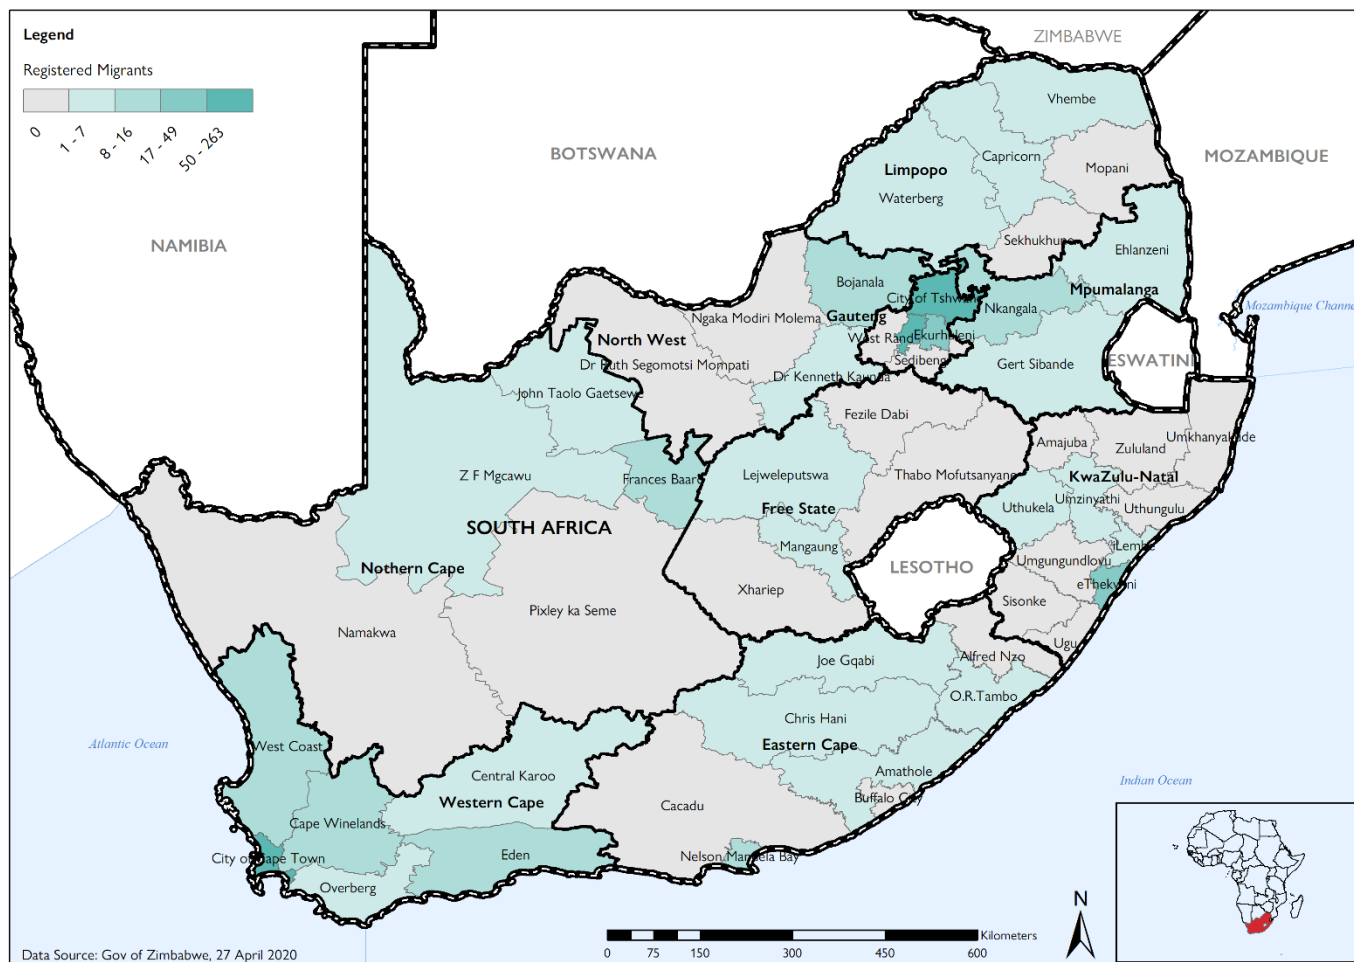 Legend
Registered Migrants
0
1 - 7
8 - 16
17 - 49
50 - 263
ZIMBABWE
BOTSWANA
MOZAMBIQUE
NAMIBIA
Vhembe
Capricorn
Mopani
Limpopo
Waterberg
Sekhukhune
Ehlanzeni
Bojanala
City of Tshwane
Mpumalanga
Nkangala
Mozambique Channel
Ngaka Modiri Molema
Gauteng
North West
West Rand
Ekurhuleni
Sedibeng
ESWATINI
Dr Ruth Segomotsi Mompati
Gert Sibande
Dr Kenneth Kaunda
John Taolo Gaetsewe
Fezile Dabi
Amajuba
Zululand
Umkhanyakude
Z F Mgcawu
Frances Baard
Lejweleputswa
Thabo Mofutsanyane
KwaZulu-Natal
Umzinyathi
Uthukela
Uthungulu
Free State
SOUTH AFRICA
Mangaung
iLembe
Umgungundlovu
LESOTHO
Nothern Cape
eThekwini
Xhariep
Sisonke
Pixley ka Seme
Namakwa
Ugu
Alfred Nzo
Joe Gqabi
O.R.Tambo
Chris Hani
Atlantic Ocean
West Coast
Eastern Cape
Central Karoo
Amathole
Indian Ocean
Western Cape
Buffalo City
Cacadu
Cape Winelands
City of Cape Town
Eden
Nelson Mandela Bay
Overberg
N
Kilometers
0 75 150 300 450 600
Data Source: Gov of Zimbabwe, 27 April 2020